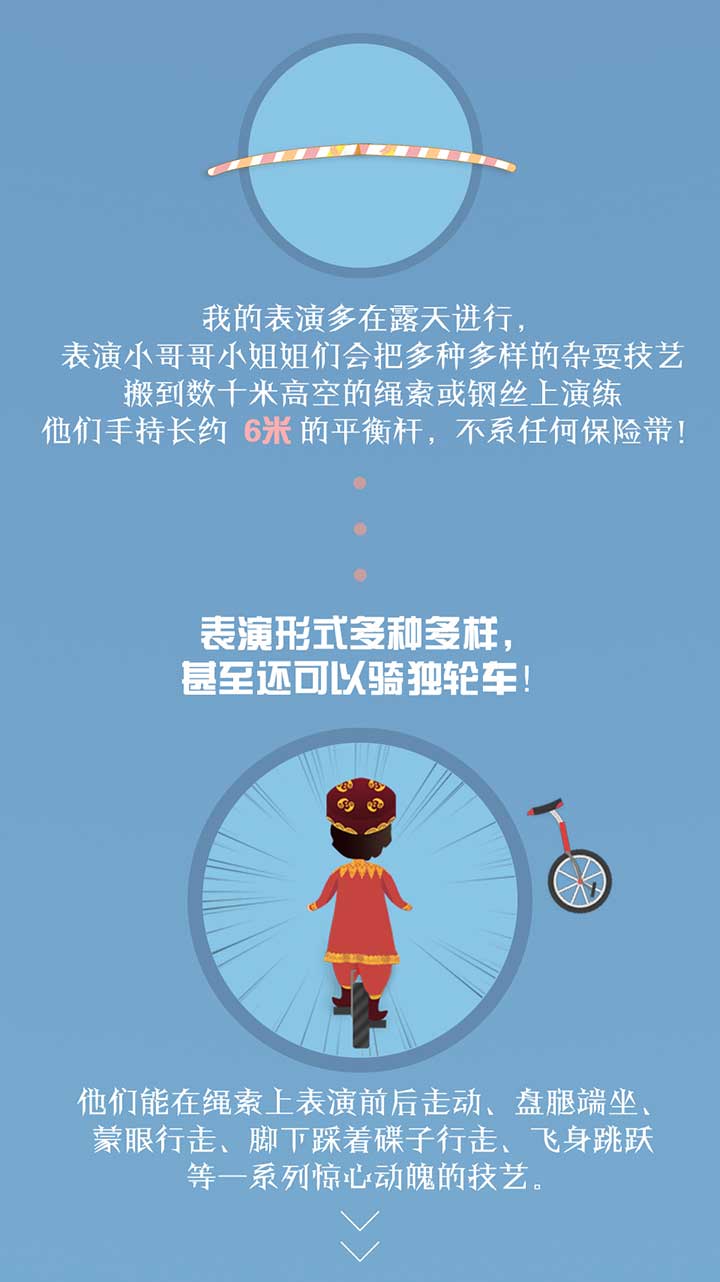 我的表演多在露天进行，
表演小哥哥小姐姐们会把多种多样的杂耍技艺
搬到数十米高空的绳索或钢丝上演练
他们手持长约 6米 的平衡杆，不系任何保险带！
表演形式多种多样，
甚至还可以骑独轮车！
他们能在绳索上表演前后走动、盘腿端坐、
蒙眼行走、脚下踩着碟子行走、飞身跳跃
等一系列惊心动魄的技艺。